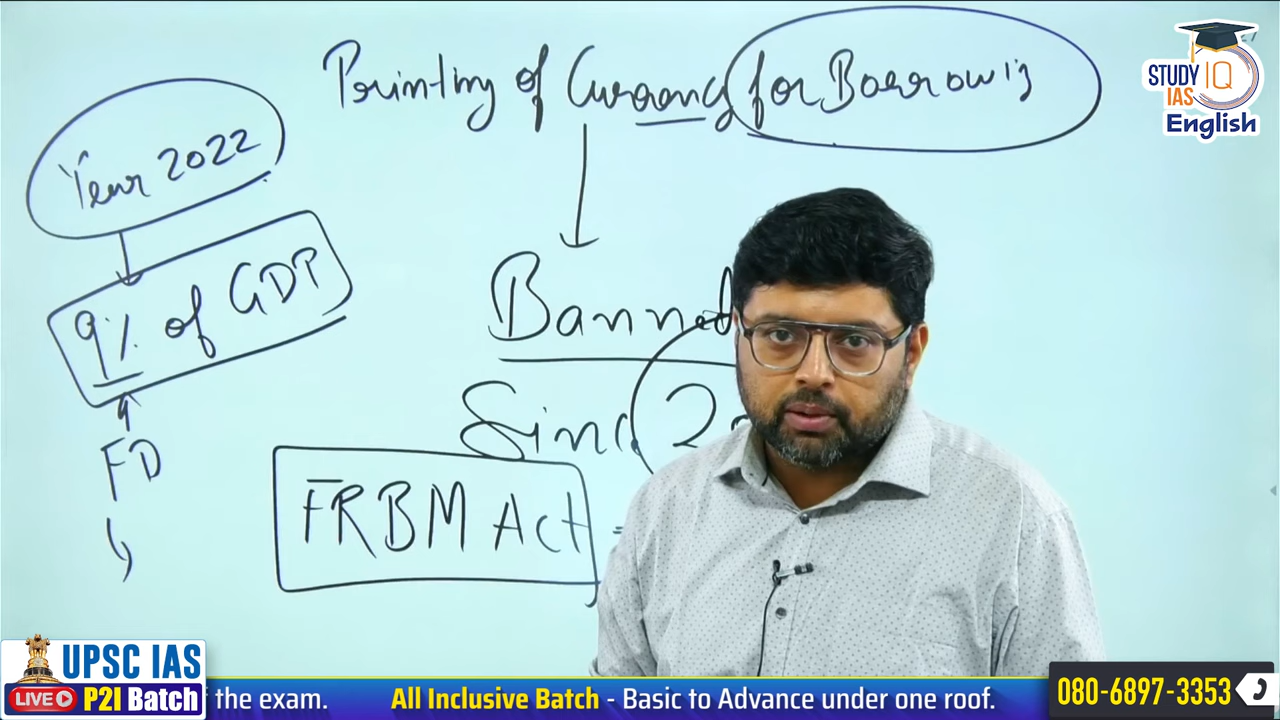 Printing of Currency for Borrowing
Year 2022
9% of GDP
FD
Banned
Since 2
FRBM Act =
STUDY IQ
IAS
English
UPSC IAS
LIVE P2I Batch
f the exam. All Inclusive Batch - Basic to Advance under one roof.
080-6897-3353